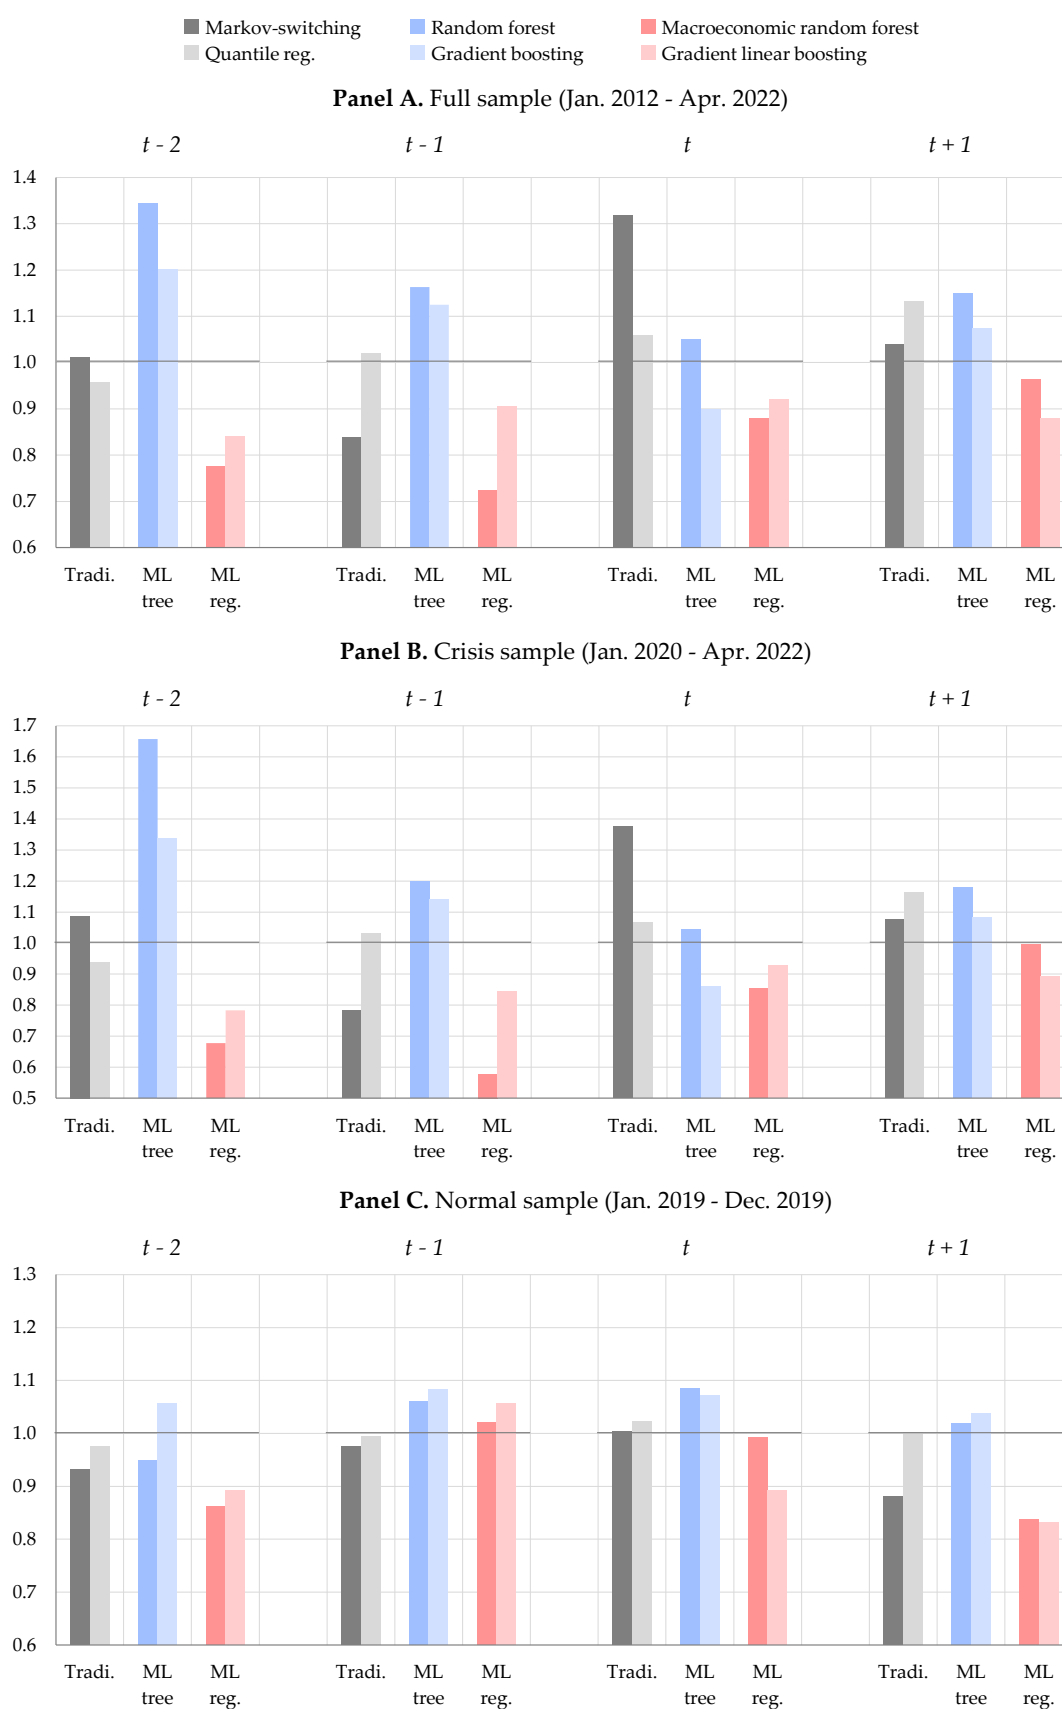 Markov-switching Random forest Macroeconomic random forest
Quantile reg. Gradient boosting Gradient linear boosting
Panel A. Full sample (Jan. 2012 - Apr. 2022)
t - 2 t - 1 t t + 1
1.4
1.3
1.2
1.1
1.0
0.9
0.8
0.7
0.6
Tradi. ML ML Tradi. ML ML Tradi. ML ML Tradi. ML ML
tree reg. tree reg. tree reg. tree reg.
Panel B. Crisis sample (Jan. 2020 - Apr. 2022)
t - 2 t - 1 t t + 1
1.7
1.6
1.5
1.4
1.3
1.2
1.1
1.0
0.9
0.8
0.7
0.6
0.5
Tradi. ML ML Tradi. ML ML Tradi. ML ML Tradi. ML ML
tree reg. tree reg. tree reg. tree reg.
Panel C. Normal sample (Jan. 2019 - Dec. 2019)
t - 2 t - 1 t t + 1
1.3
1.2
1.1
1.0
0.9
0.8
0.7
0.6
Tradi. ML ML Tradi. ML ML Tradi. ML ML Tradi. ML ML
tree reg. tree reg. tree reg. tree reg.